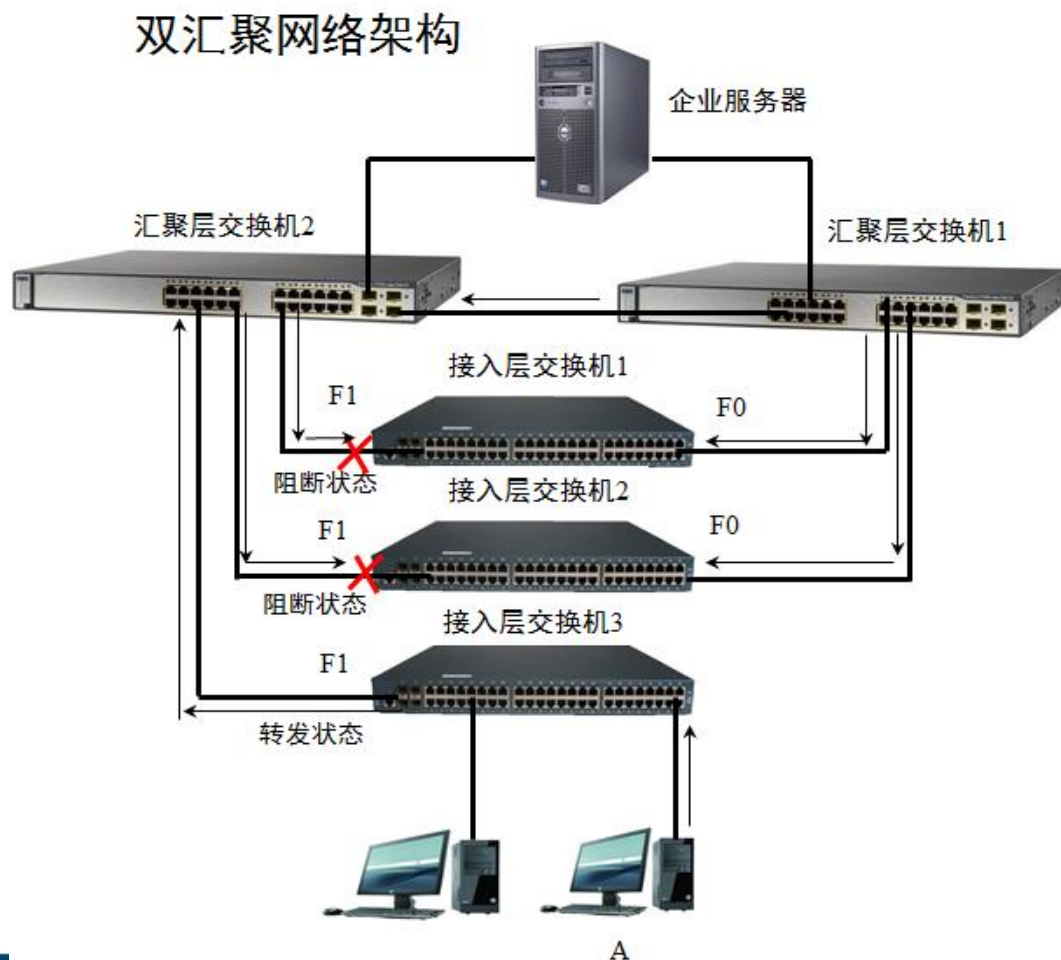 双汇聚网络架构
企业服务器
汇聚层交换机2
汇聚层交换机1
接入层交换机1
F1
F0
阻断状态
接入层交换机2
F1
F0
阻断状态
接入层交换机3
F1
转发状态
A